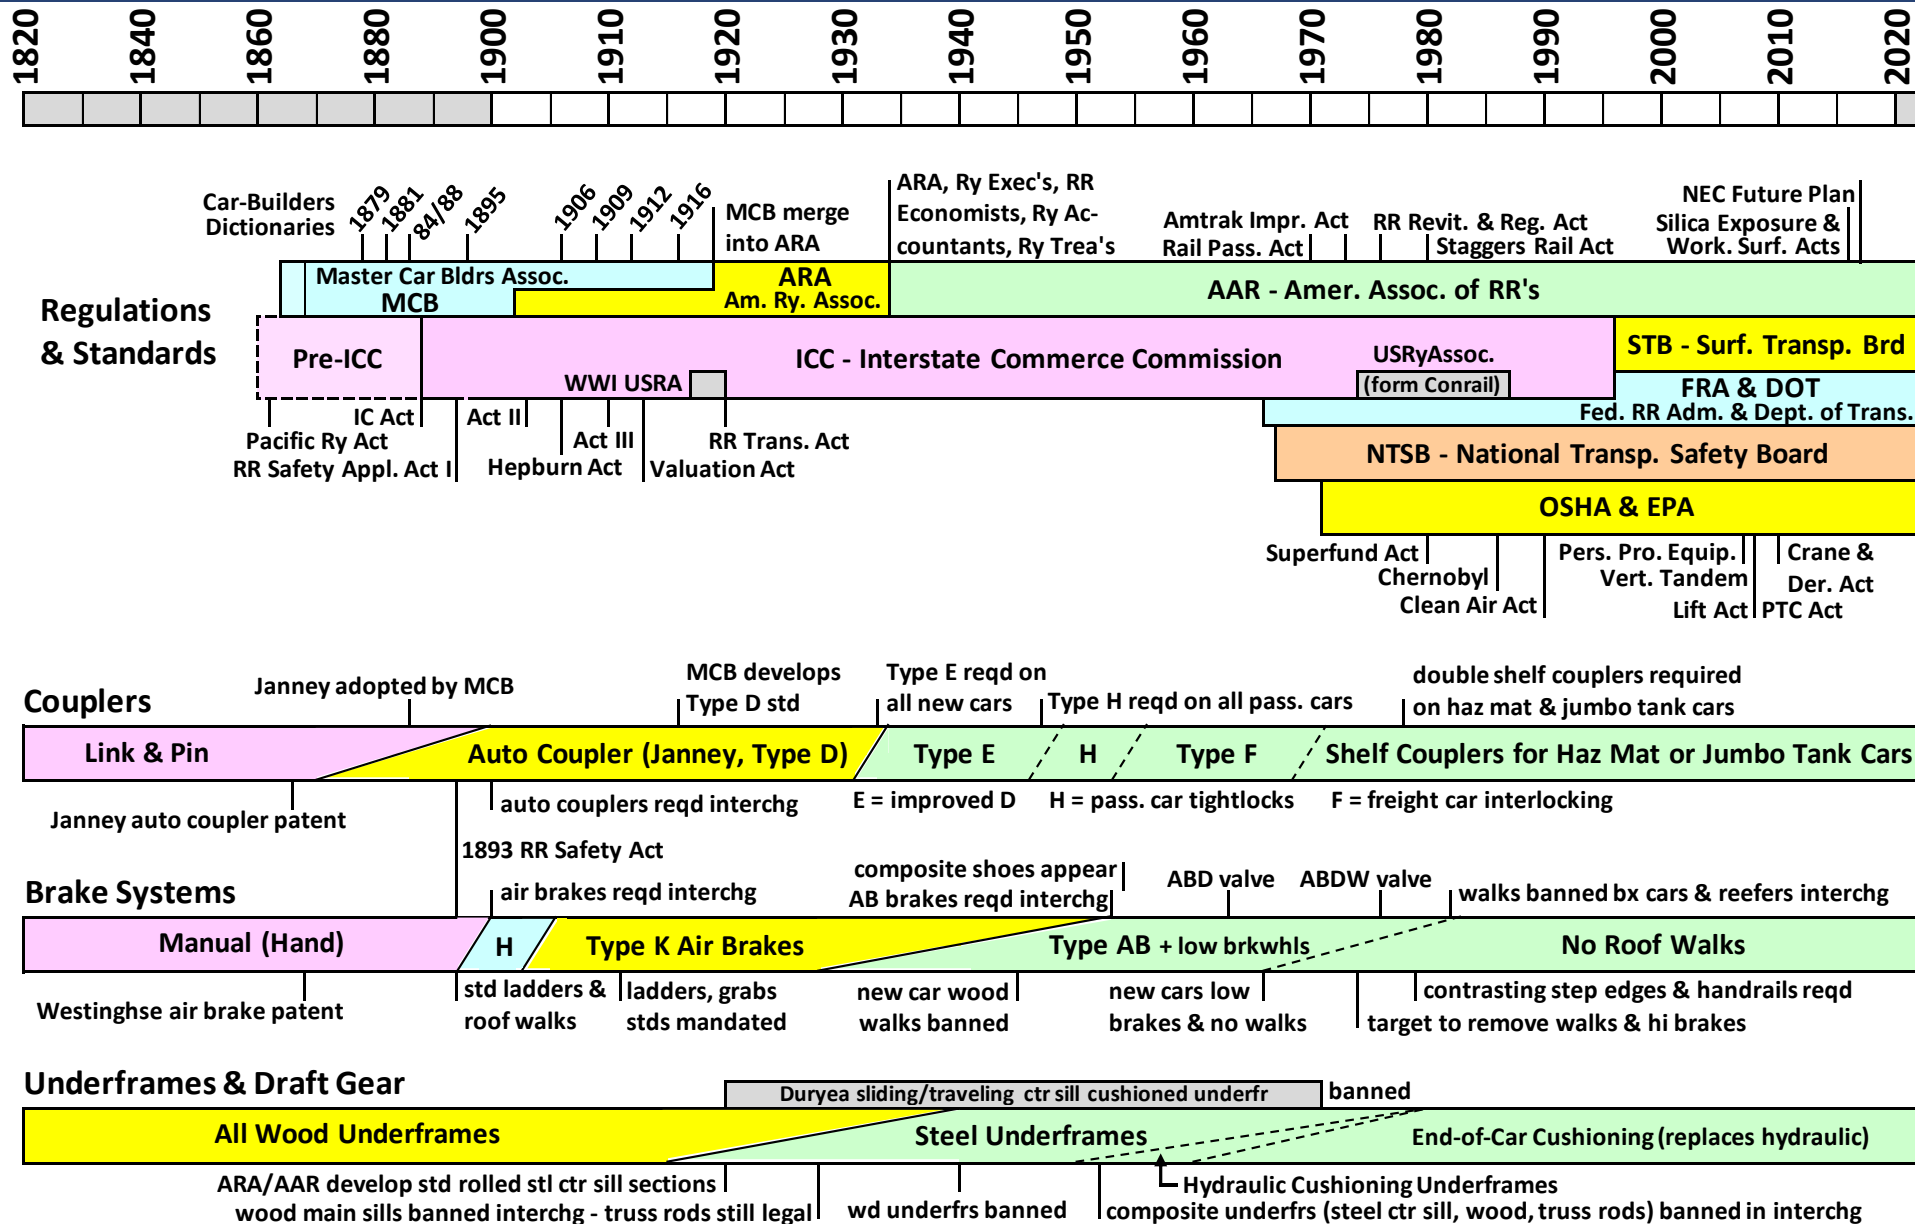 1820 1840 1860 1880 1900 1910 1920 1930 1940 1950 1960 1970 1980 1990 2000 2010 2020
Car-Builders
Dictionaries
1879 1881 84/88 1895 1906 1909 1912 1916
MCB merge
into ARA
ARA, Ry Exec's, RR
Economists, Ry Ac-
countants, Ry Trea's
Amtrak Impr. Act
Rail Pass. Act
RR Revit. & Reg. Act
Staggers Rail Act
NEC Future Plan
Silica Exposure &
Work. Surf. Acts
Regulations
& Standards
Master Car Bldrs Assoc.
MCB
ARA
Am. Ry. Assoc.
AAR - Amer. Assoc. of RR's
Pre-ICC
ICC - Interstate Commerce Commission
WWI USRA
USRyAssoc.
(form Conrail)
STB - Surf. Transp. Brd
FRA & DOT
Fed. RR Adm. & Dept. of Trans.
IC Act
Act II
Pacific Ry Act
Act III
RR Trans. Act
RR Safety Appl. Act I
Hepburn Act
Valuation Act
NTSB - National Transp. Safety Board
OSHA & EPA
Superfund Act
Chernobyl
Clean Air Act
Pers. Pro. Equip.
Vert. Tandem
Lift Act
PTC Act
Crane &
Der. Act
Couplers
Janney adopted by MCB
MCB develops
Type D std
Type E reqd on
all new cars
Type H reqd on all pass. cars
double shelf couplers required
on haz mat & jumbo tank cars
Link & Pin
Auto Coupler (Janney, Type D)
Type E
H
Type F
Shelf Couplers for Haz Mat or Jumbo Tank Cars
Janney auto coupler patent
auto couplers reqd interchg
E = improved D
H = pass. car tightlocks
F = freight car interlocking
1893 RR Safety Act
Brake Systems
air brakes reqd interchg
composite shoes appear
AB brakes reqd interchg
ABD valve
ABDW valve
walks banned bx cars & reefers interchg
Manual (Hand)
H
Type K Air Brakes
Type AB + low brkwhls
No Roof Walks
Westinghse air brake patent
std ladders &
roof walks
ladders, grabs
stds mandated
new car wood
walks banned
new cars low
brakes & no walks
contrasting step edges & handrails reqd
target to remove walks & hi brakes
Underframes & Draft Gear
Duryea sliding/traveling ctr sill cushioned underfr
banned
All Wood Underframes
Steel Underframes
End-of-Car Cushioning (replaces hydraulic)
ARA/AAR develop std rolled stl ctr sill sections
wood main sills banned interchg - truss rods still legal
wd underfrs banned
Hydraulic Cushioning Underframes
composite underfrs (steel ctr sill, wood, truss rods) banned in interchg